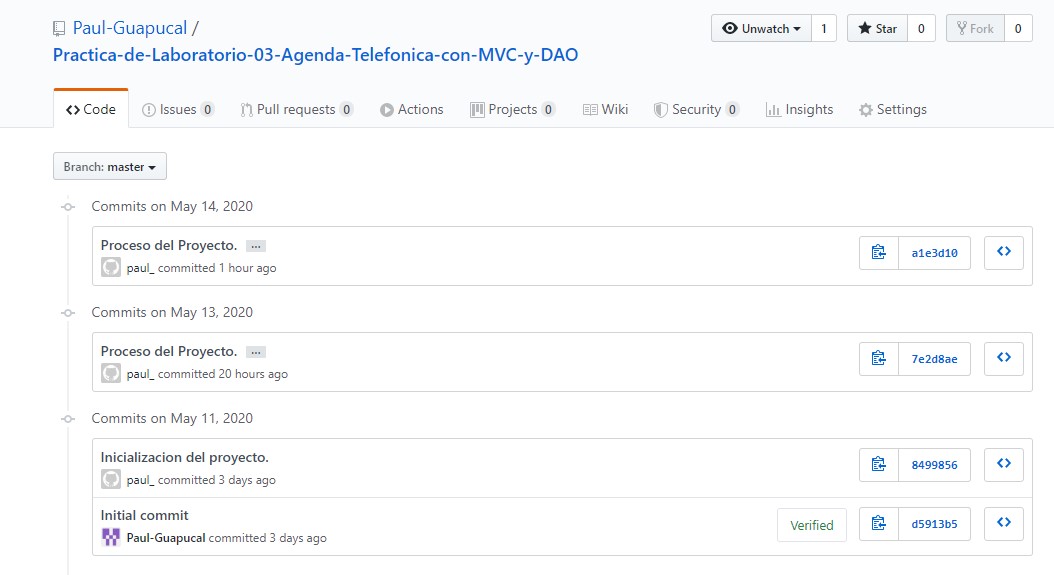 Paul-Guapucal /
Unwatch 1 Star 0 Fork 0
Practica-de-Laboratorio-03-Agenda-Telefonica-con-MVC-y-DAO
Code Issues 0 Pull requests 0 Actions Projects 0 Wiki Security 0 Insights Settings
Branch: master
Commits on May 14, 2020
Proceso del Proyecto. ...
a1e3d10
paul_ committed 1 hour ago
Commits on May 13, 2020
Proceso del Proyecto. ...
7e2d8ae
paul_ committed 20 hours ago
Commits on May 11, 2020
Inicializacion del proyecto.
8499856
paul_ committed 3 days ago
Initial commit
Verified d5913b5
Paul-Guapucal committed 3 days ago